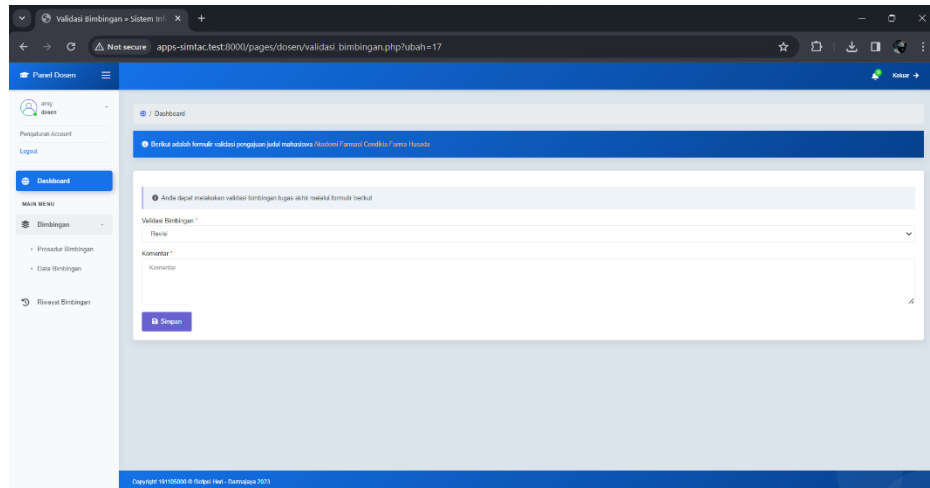 Validasi Bimbingan » Sistem Inf
Not secure apps-simtac.test:8000/pages/dosen/validasi_bimbingan.php?ubah=17
Panel Dosen
Keluar
dosen
/ Dashboard
Pengaturan Account
Logout
Berikut adalah formulir validasi pengajuan judul mahasiswa Akademi Farmasi Cendikia Farma Husada
Dashboard
MAIN MENU
Anda dapat melakukan validasi bimbingan tugas akhir melalui formulir berikut
Validasi Bimbingan *
Bimbingan
Revisi
Prosedur Bimbingan
Komentar *
Data Bimbingan
Komentar
Riwayat Bimbingan
Simpan
Copyright 191105000 © Skripsi Heri - Darmajaya 2023